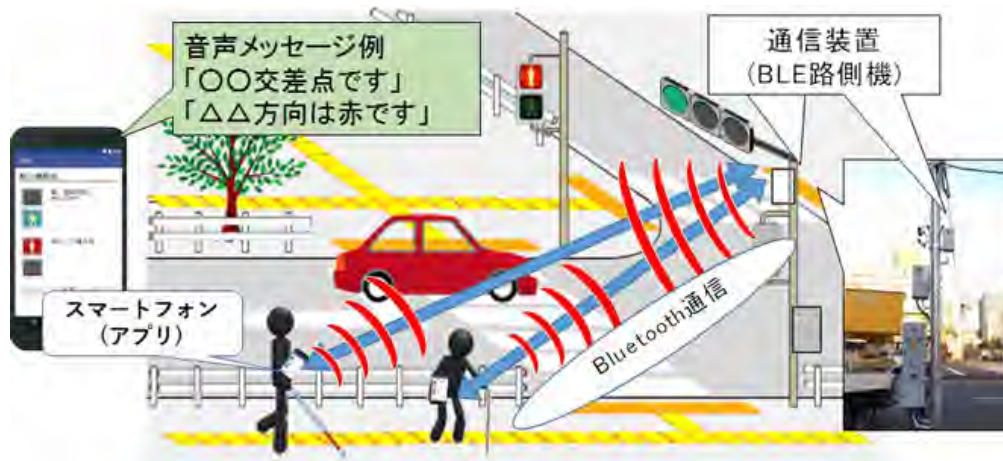 音声メッセージ例
「〇〇交差点です」
「△△方向は赤です」
通信装置
(BLE路側機)
スマートフォン
(アプリ)
Bluetooth通信